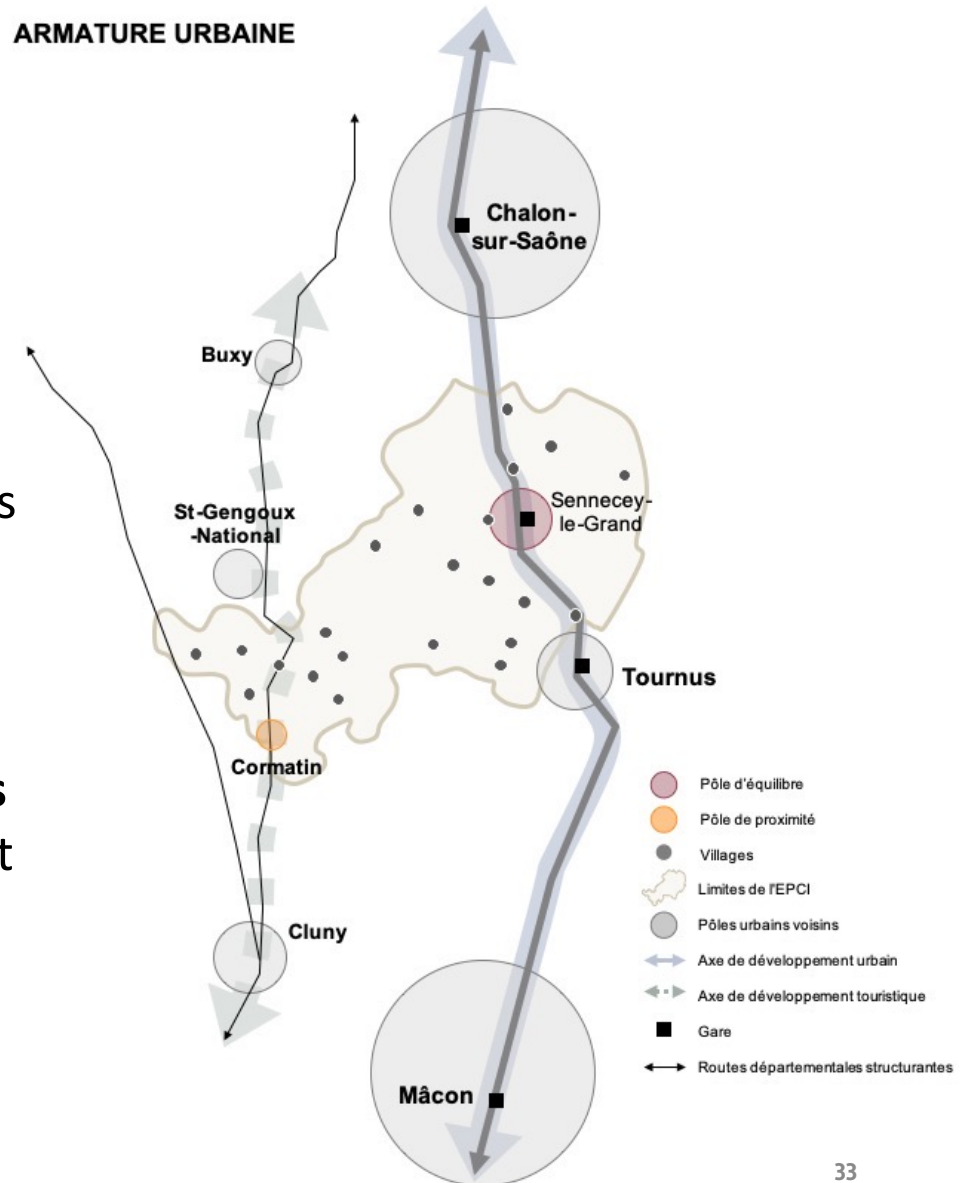 ARMATURE URBAINE
Chalon-
sur-Saône
Buxy
s
St-Gengoux
-National
Sennecey-
le-Grand
Tournus
Cormatin
s
t
Cluny
Mâcon
Pôle d'équilibre
Pôle de proximité
Villages
Limites de l'EPCI
Pôles urbains voisins
Axe de développement urbain
Axe de développement touristique
Gare
Routes départementales structurantes
33